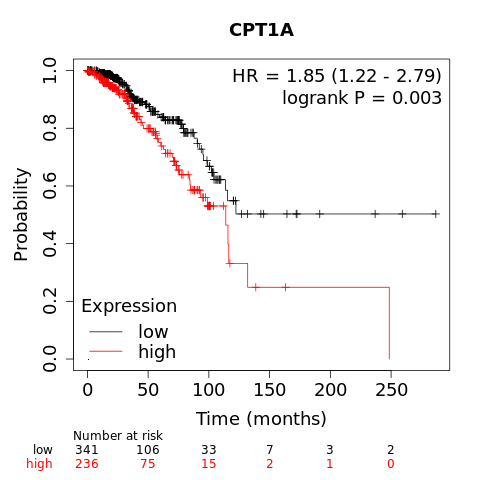 CPT1A
HR = 1.85 (1.22 - 2.79)
logrank P = 0.003
Probability
1.0
0.8
0.6
0.4
0.2
0.0
Expression
low
high
0 50 100 150 200 250
Time (months)
Number at risk
low 341 106 33 7 3 2
high 236 75 15 2 1 0